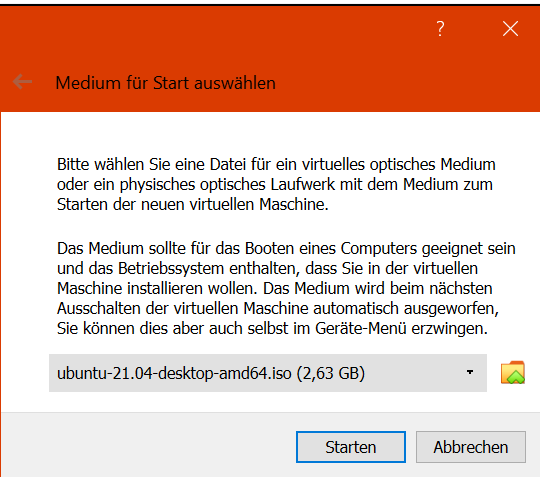 ?
Medium für Start auswählen
Bitte wählen Sie eine Datei für ein virtuelles optisches Medium
oder ein physisches optisches Laufwerk mit dem Medium zum
Starten der neuen virtuellen Maschine.
Das Medium sollte für das Booten eines Computers geeignet sein
und das Betriebssystem enthalten, dass Sie in der virtuellen
Maschine installieren wollen. Das Medium wird beim nächsten
Ausschalten der virtuellen Maschine automatisch ausgeworfen,
Sie können dies aber auch selbst im Geräte-Menü erzwingen.
ubuntu-21.04-desktop-amd64.iso (2,63 GB)
Starten Abbrechen